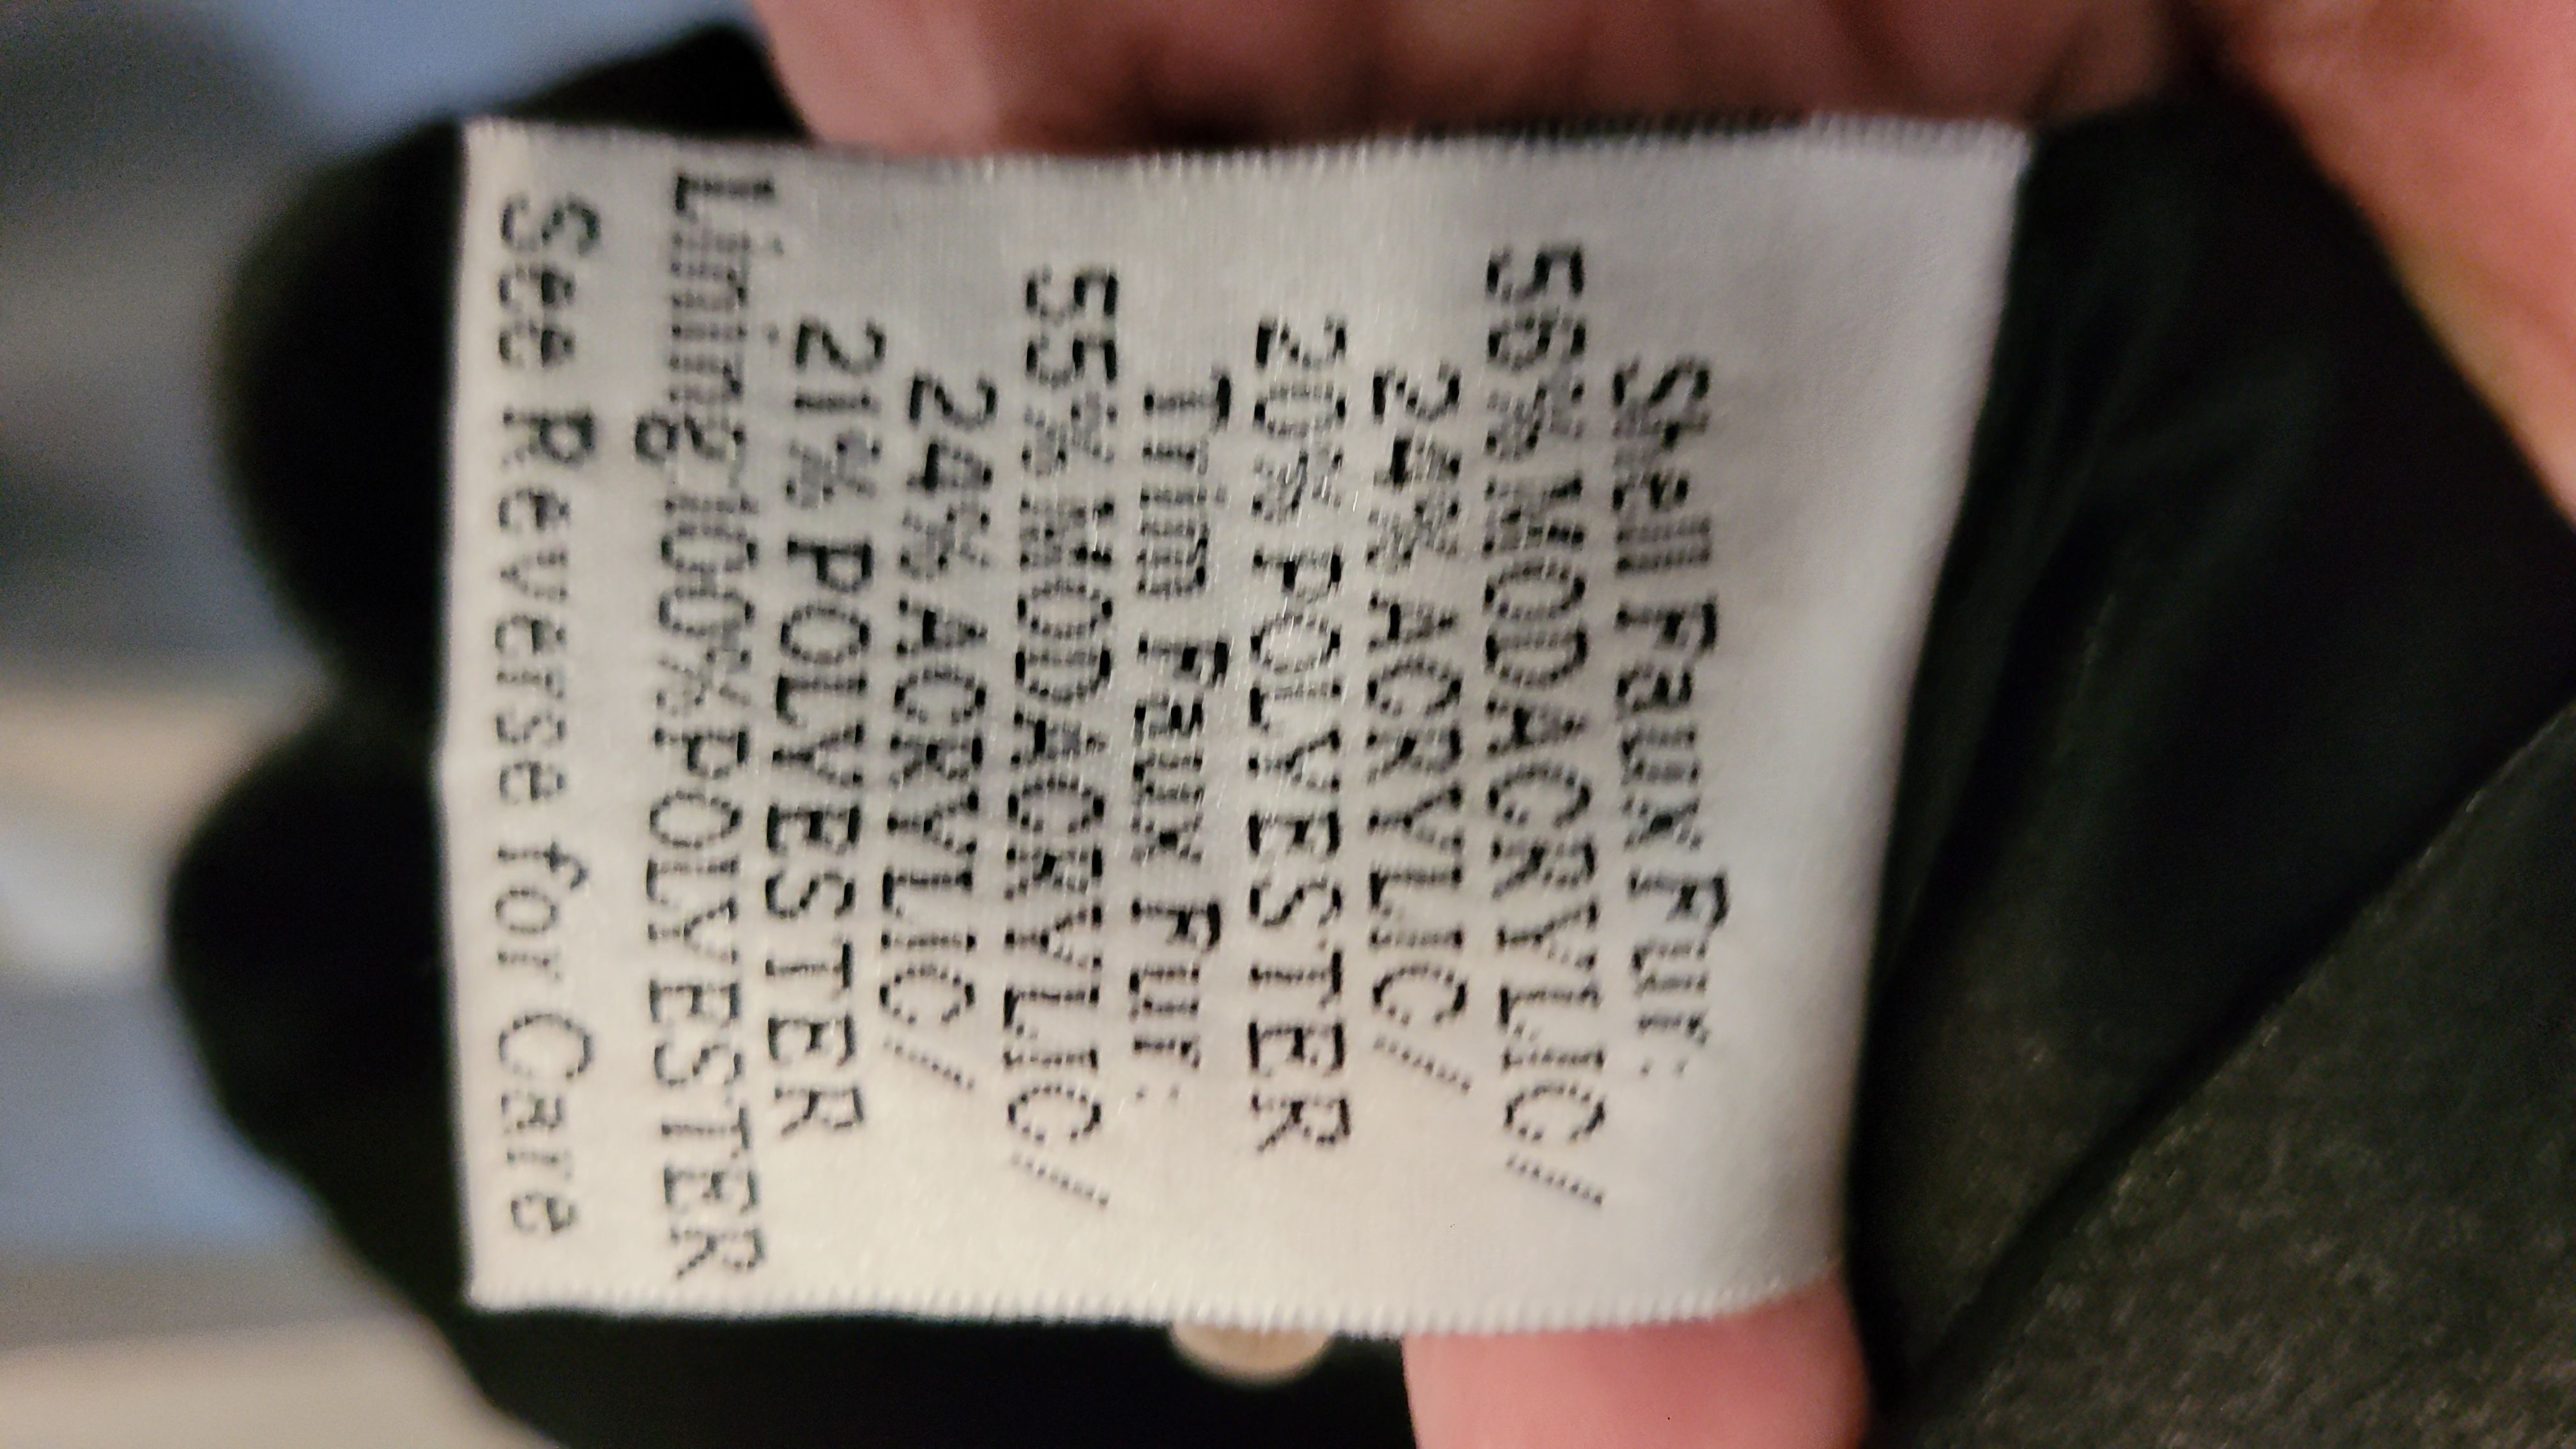 Shell Faux Fur:
56% MODACRYLIC/
24% ACRYLIC/
20% POLYESTER
Trim Faux Fur:
55% MODACRYLIC/
24% ACRYLIC/
21% POLYESTER
Lining:100% POLYESTER
See Reverse for Care